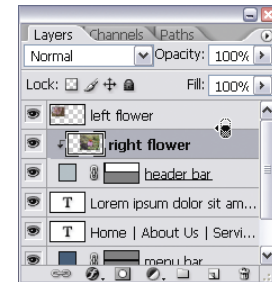 Layers Channels Paths
Normal Opacity: 100%
Lock: Fill: 100%
left flower
right flower
header bar
T Lorem ipsum dolor sit am...
T Home | About Us | Servi...
menu bar